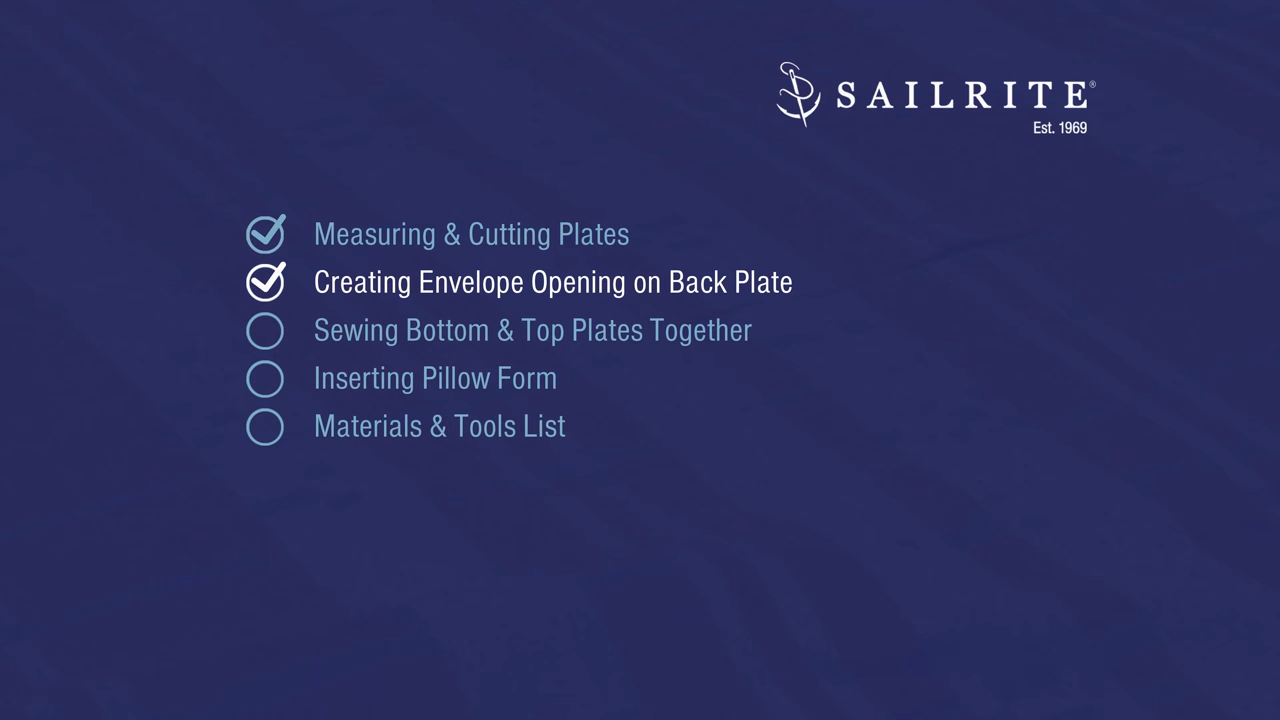 SAILRITE®
Est. 1969
Measuring & Cutting Plates
Creating Envelope Opening on Back Plate
Sewing Bottom & Top Plates Together
Inserting Pillow Form
Materials & Tools List